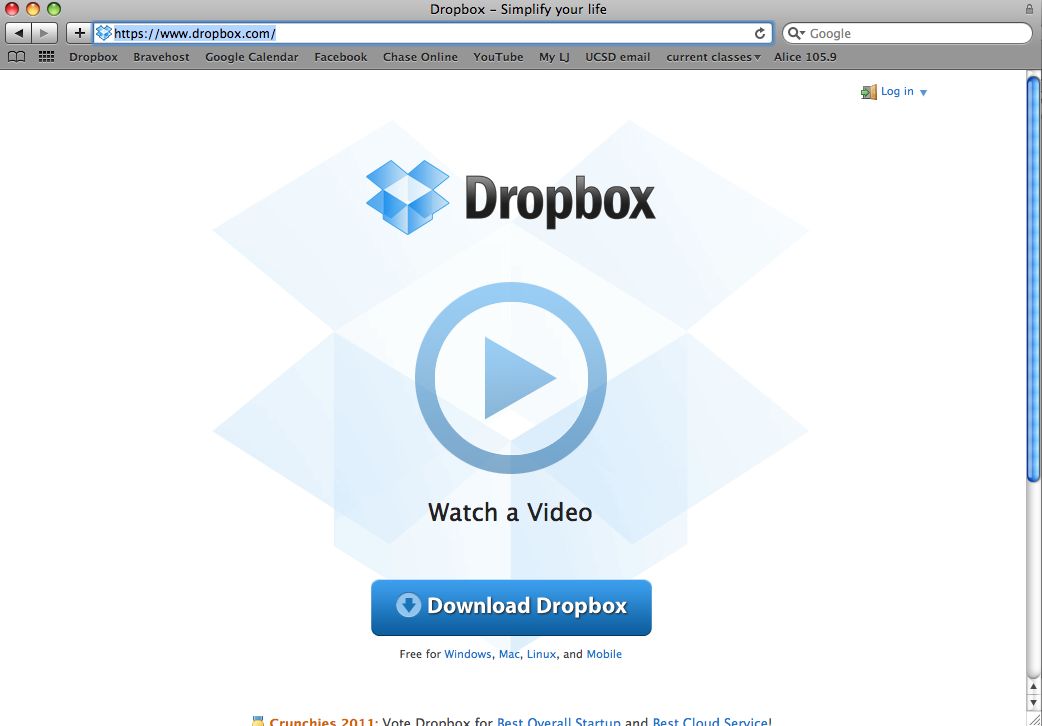 Dropbox – Simplify your life
https://www.dropbox.com/
Google
Dropbox Bravehost Google Calendar Facebook Chase Online YouTube My LJ UCSD email current classes Alice 105.9
Log in
Dropbox
Watch a Video
Download Dropbox
Free for Windows, Mac, Linux, and Mobile
Crunchies 2011: Vote Dropbox for Best Overall Startup and Best Cloud Service!